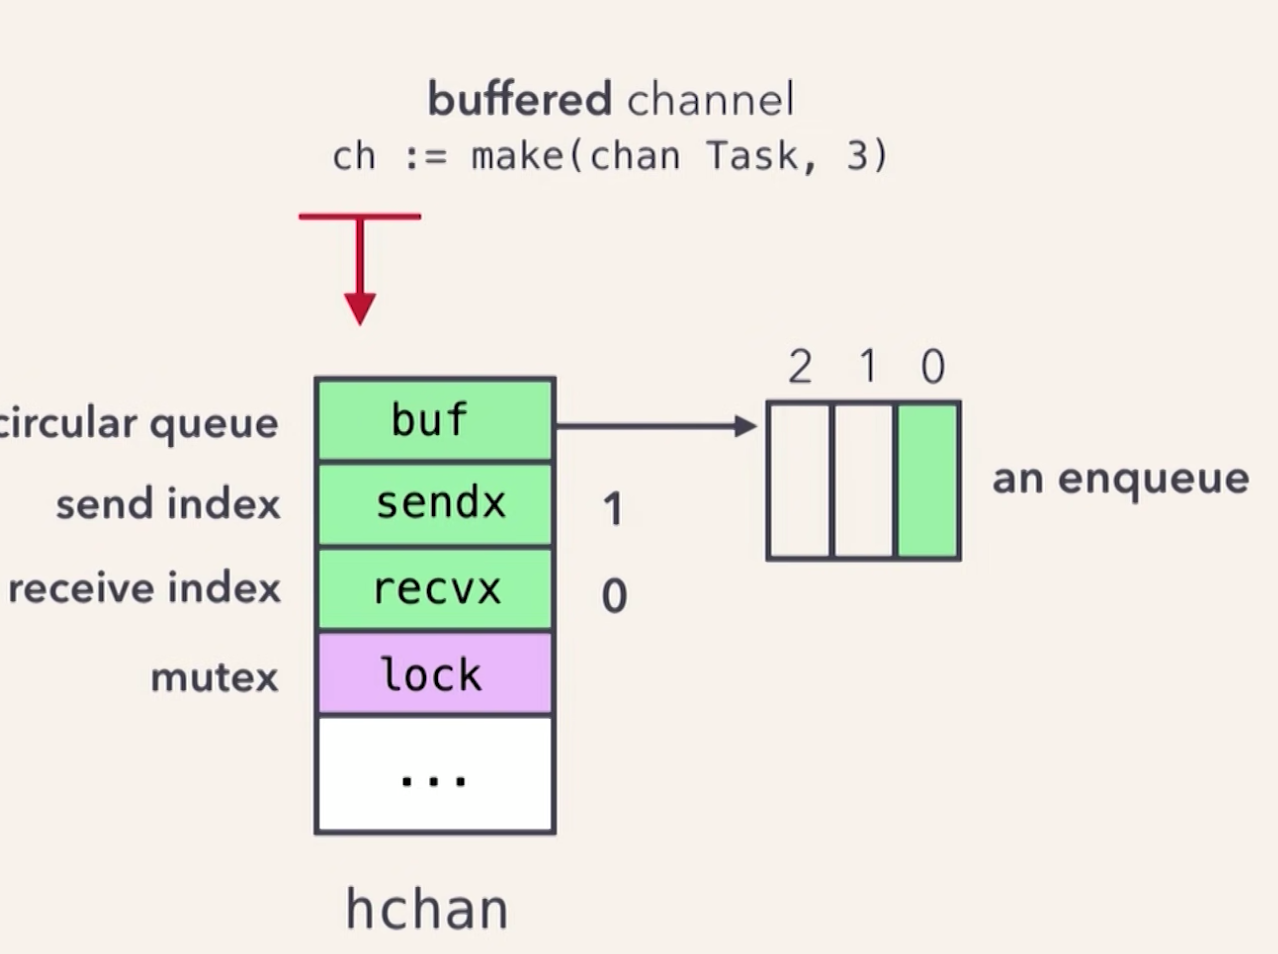 buffered channel
ch := make(chan Task, 3)
2 1 0
circular queue buf
an enqueue
send index sendx 1
receive index recvx 0
mutex lock
...
hchan